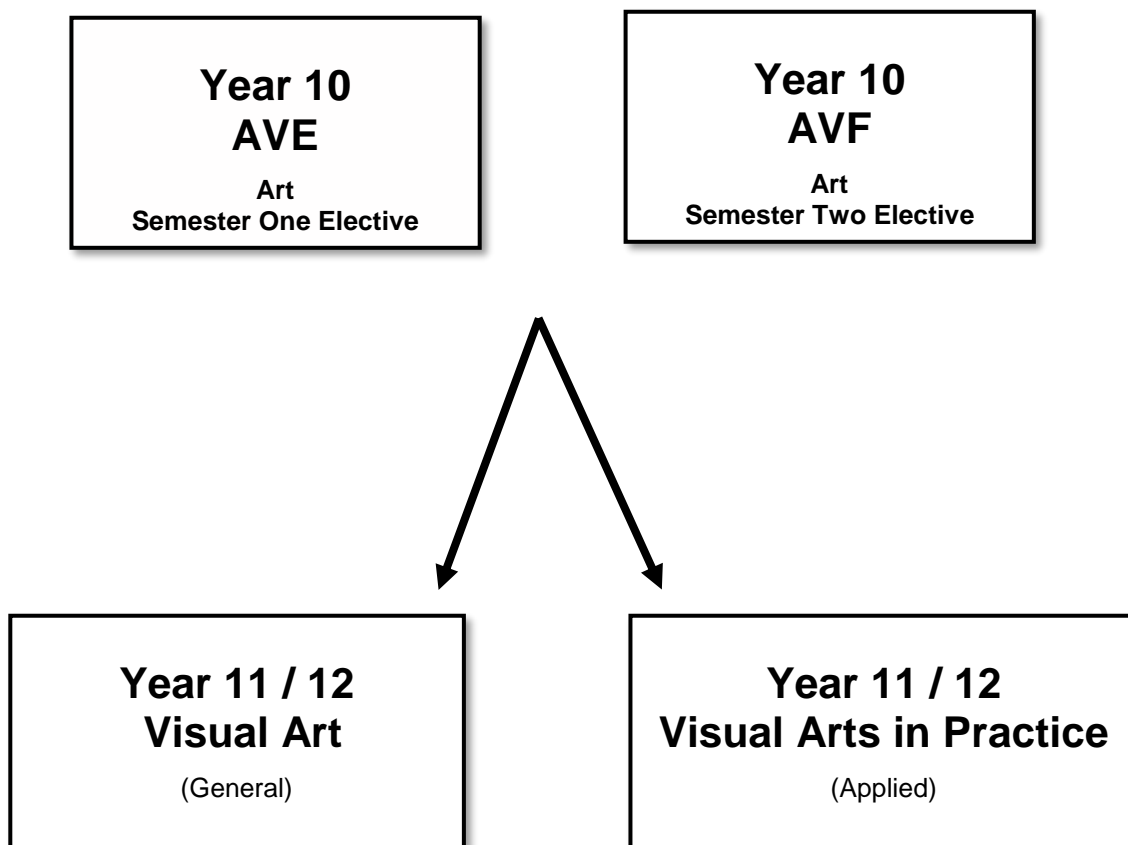 Year 10
AVE
Art
Semester One Elective
Year 10
AVF
Art
Semester Two Elective
Year 11 / 12
Visual Art
(General)
Year 11 / 12
Visual Arts in Practice
(Applied)